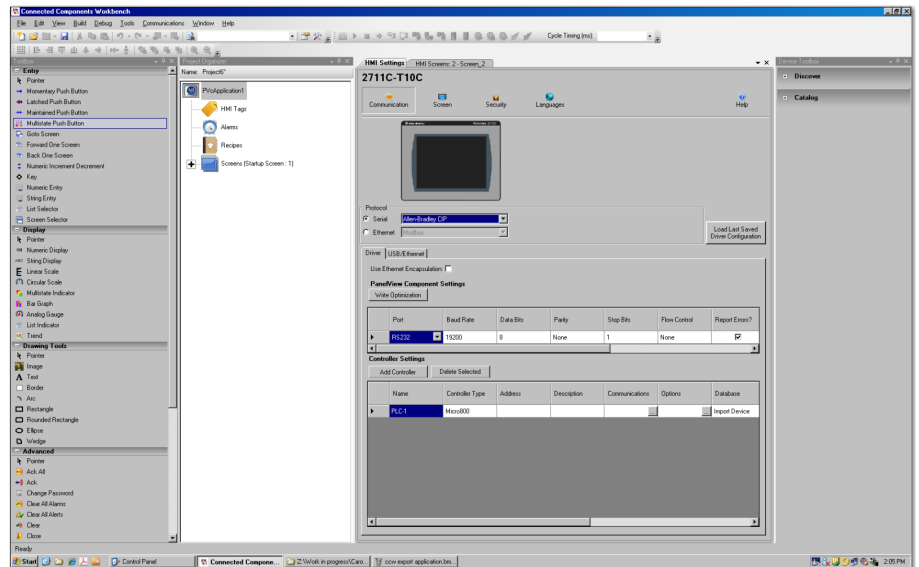 Connected Components Workbench
File Edit View Build Debug Tools Communications Window Help
Cycle Timing (ms):
Toolbox
Entry
Pointer
Momentary Push Button
Latched Push Button
Maintained Push Button
Multistate Push Button
Goto Screen
Forward One Screen
Back One Screen
Numeric Increment Decrement
Key
Numeric Entry
String Entry
List Selector
Screen Selector
Display
Pointer
Numeric Display
String Display
Linear Scale
Circular Scale
Multistate Indicator
Bar Graph
Analog Gauge
List Indicator
Trend
Drawing Tools
Pointer
Image
Text
Border
Arc
Rectangle
Rounded Rectangle
Ellipse
Wedge
Advanced
Pointer
Ack All
Ack
Change Password
Clear All Alarms
Clear All Alerts
Clear
Close
Project Organizer
Name: Project6*
PVcApplication1
HMI Tags
Alarms
Recipes
Screens (Startup Screen : 1)
HMI Settings HMI Screens: 2 - Screen_2
2711C-T10C
Communication Screen Security Languages Help
Protocol
Serial Allen-Bradley CIP
Ethernet Modbus
Load Last Saved
Driver Configuration
Driver USB/Ethernet
Use Ethernet Encapsulation:
PanelView Component Settings
Write Optimization
Port Baud Rate Data Bits Parity Stop Bits Flow Control Report Errors?
RS232 19200 8 None 1 None
Controller Settings
Add Controller Delete Selected
Name Controller Type Address Description Communications Options Database
PLC-1 Micro800 ... ... Import Device
Device Toolbox
Discover
Catalog
Ready
Start Control Panel Connected Compone... Z:\Work in progress\Caro... ccw export application.bm... 2:05 PM